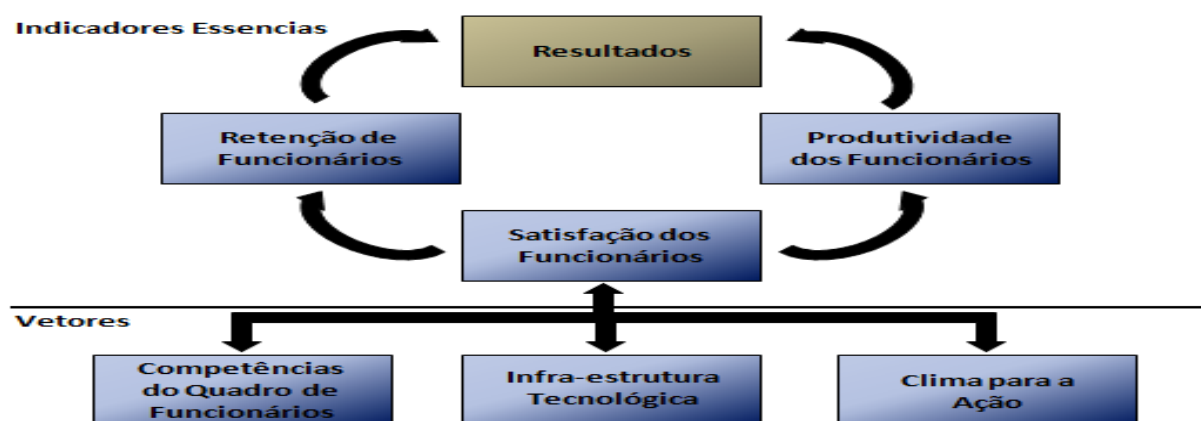 Indicadores Essencias
Resultados
Retenção de
Funcionários
Produtividade
dos Funcionários
Satisfação dos
Funcionários
Vetores
Competências
do Quadro de
Funcionários
Infra-estrutura
Tecnológica
Clima para a
Ação